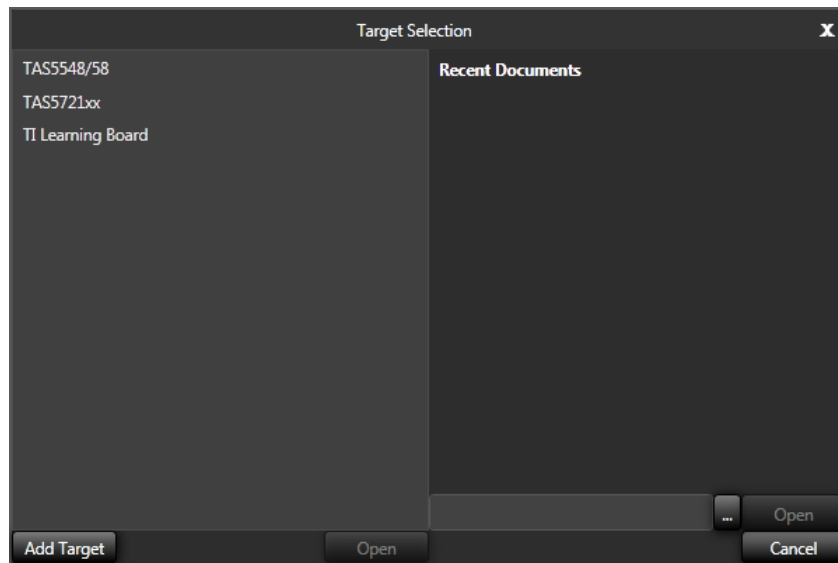 Target Selection X
TAS5548/58
TAS5721xx
TI Learning Board
Recent Documents
... Open
Add Target Open Cancel